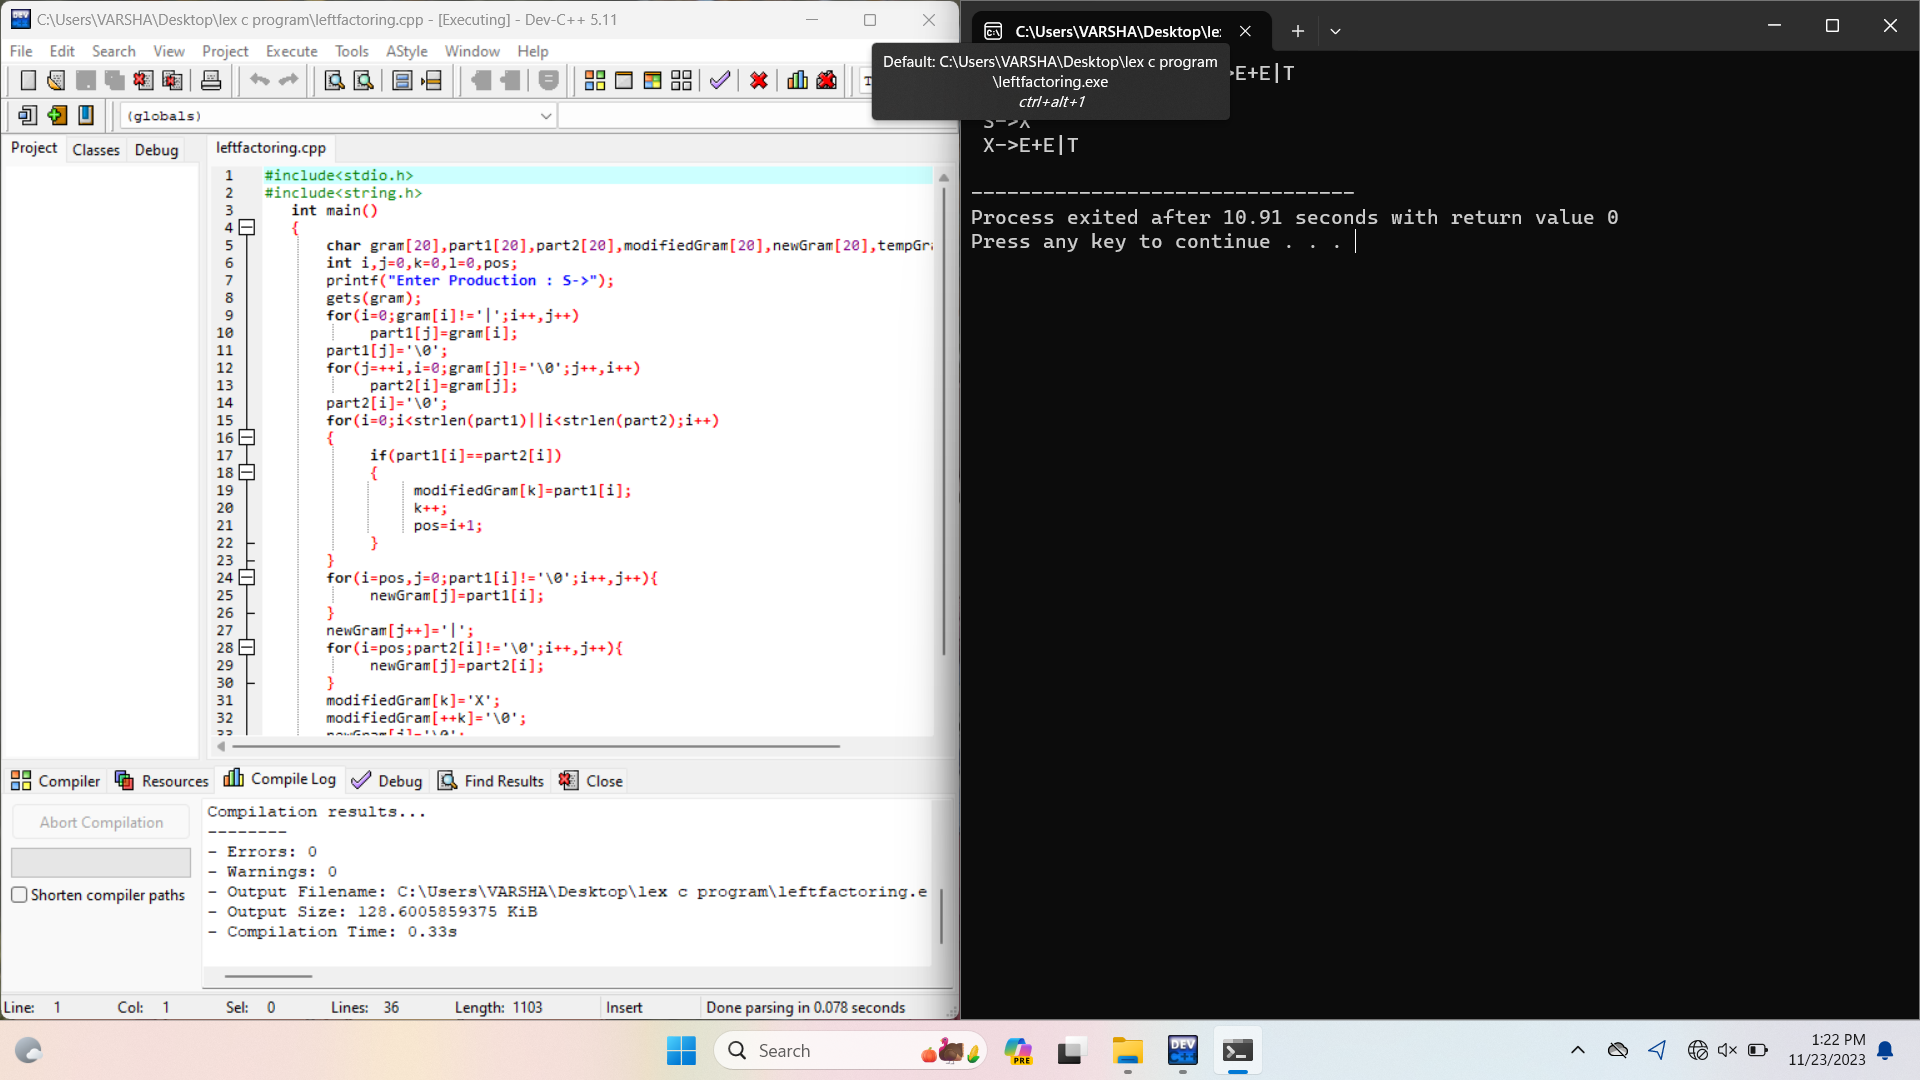 C:\Users\VARSHA\Desktop\lex c program\leftfactoring.cpp - [Executing] - Dev-C++ 5.11
File Edit Search View Project Execute Tools AStyle Window Help
(globals)
Project Classes Debug
leftfactoring.cpp
1 #include<stdio.h>
2 #include<string.h>
3 int main()
4 {
5 char gram[20],part1[20],part2[20],modifiedGram[20],newGram[20],tempGra
6 int i,j=0,k=0,l=0,pos;
7 printf("Enter Production : S->");
8 gets(gram);
9 for(i=0;gram[i]!='|';i++,j++)
10 part1[j]=gram[i];
11 part1[j]='\0';
12 for(j=++i,i=0;gram[j]!='\0';j++,i++)
13 part2[i]=gram[j];
14 part2[i]='\0';
15 for(i=0;i<strlen(part1)||i<strlen(part2);i++)
16 {
17 if(part1[i]==part2[i])
18 {
19 modifiedGram[k]=part1[i];
20 k++;
21 pos=i+1;
22 }
23 }
24 for(i=pos,j=0;part1[i]!='\0';i++,j++){
25 newGram[j]=part1[i];
26 }
27 newGram[j++]='|';
28 for(i=pos;part2[i]!='\0';i++,j++){
29 newGram[j]=part2[i];
30 }
31 modifiedGram[k]='X';
32 modifiedGram[++k]='\0';
33 newGram[j]='\0';
Compiler Resources Compile Log Debug Find Results Close
Abort Compilation
Shorten compiler paths
Compilation results...
--------
- Errors: 0
- Warnings: 0
- Output Filename: C:\Users\VARSHA\Desktop\lex c program\leftfactoring.e
- Output Size: 128.6005859375 KiB
- Compilation Time: 0.33s
Line: 1 Col: 1 Sel: 0 Lines: 36 Length: 1103 Insert Done parsing in 0.078 seconds
C:\Users\VARSHA\Desktop\le
Default: C:\Users\VARSHA\Desktop\lex c program
\leftfactoring.exe
ctrl+alt+1
>E+E|T
S->X
X->E+E|T
--------------------------------
Process exited after 10.91 seconds with return value 0
Press any key to continue . . .
Search
PRE
DEV
C++
1:22 PM
11/23/2023